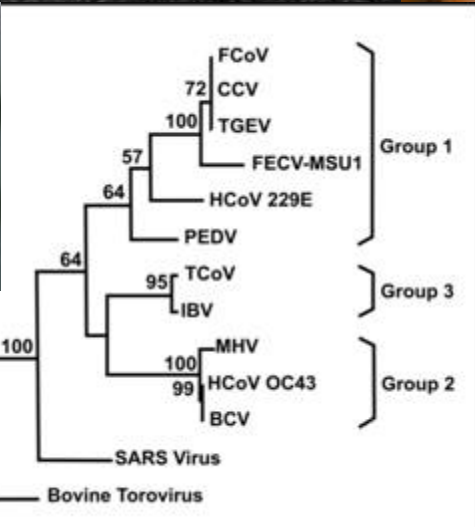 FCoV
72
CCV
100
TGEV
Group 1
57
FECV-MSU1
64
HCoV 229E
PEDV
64
95
TCoV
Group 3
IBV
100
MHV
100
99
HCoV OC43
Group 2
BCV
SARS Virus
Bovine Torovirus